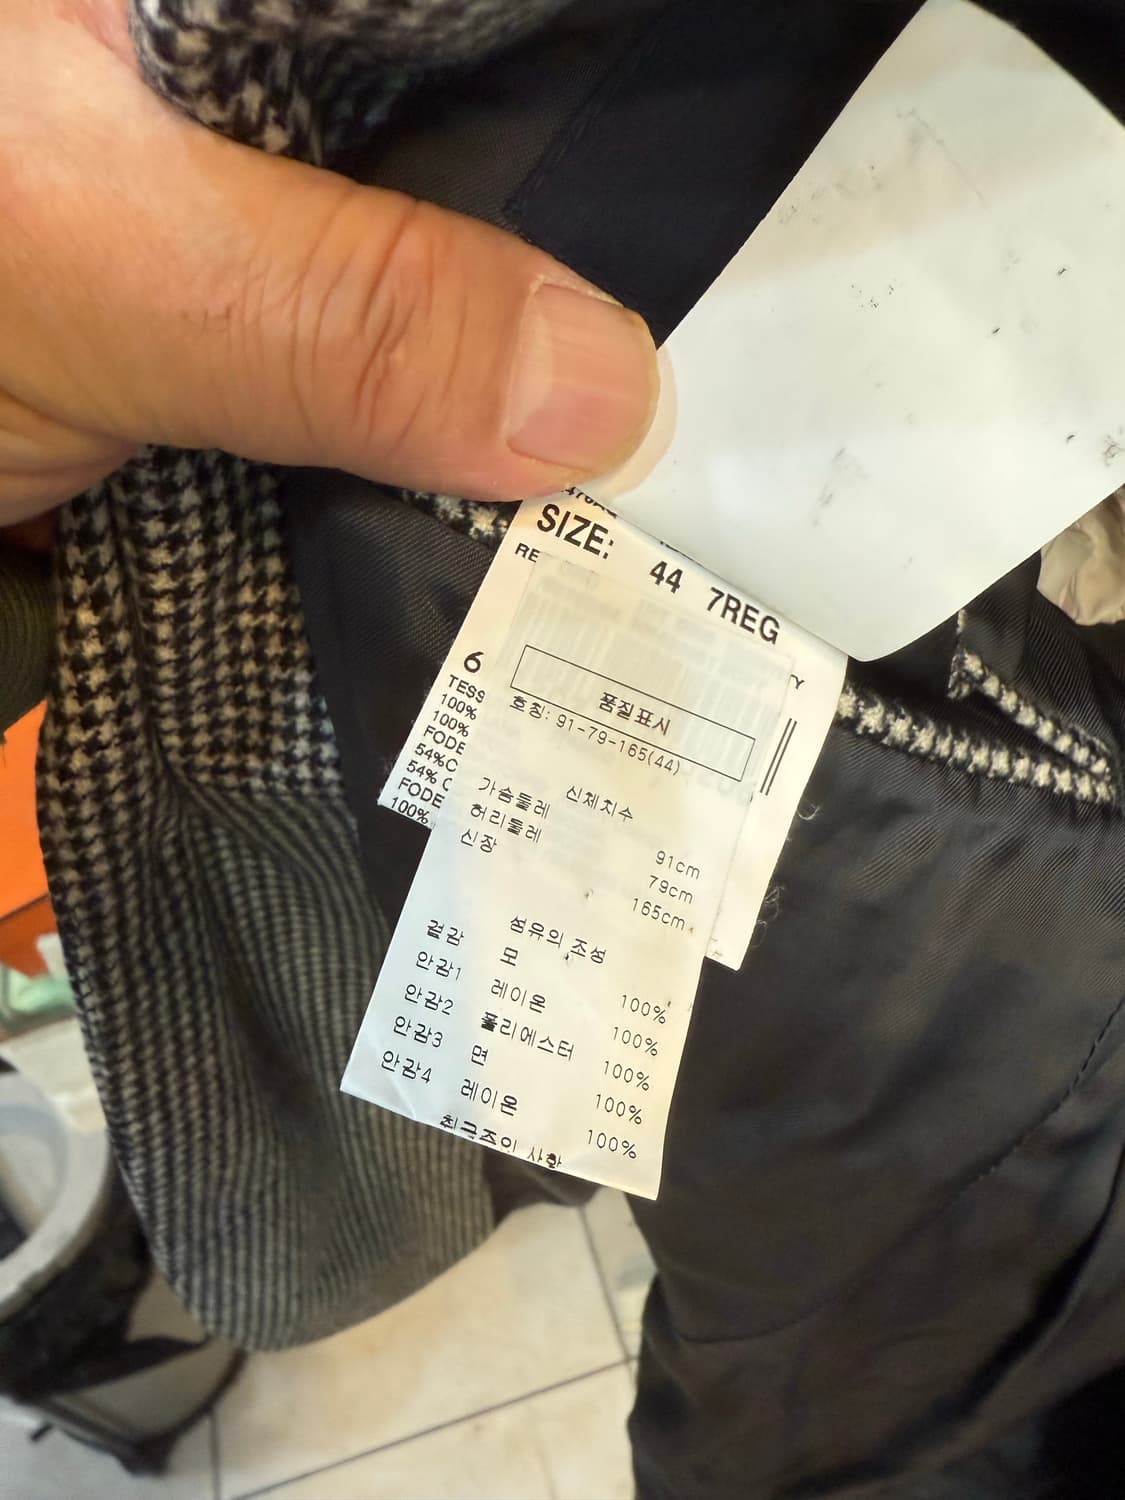 SIZE:
44 7REG
RE
TY
6
TESS
100%
100%
FODE
54%C
54% C
FODE
100%
품질표시
호칭: 91-79-165(44)
신체치수
가슴둘레 91cm
허리둘레 79cm
신장 165cm
섬유의 조성
겉감 모 100%
안감1 레이온 100%
안감2 폴리에스터 100%
안감3 면 100%
안감4 레이온 100%